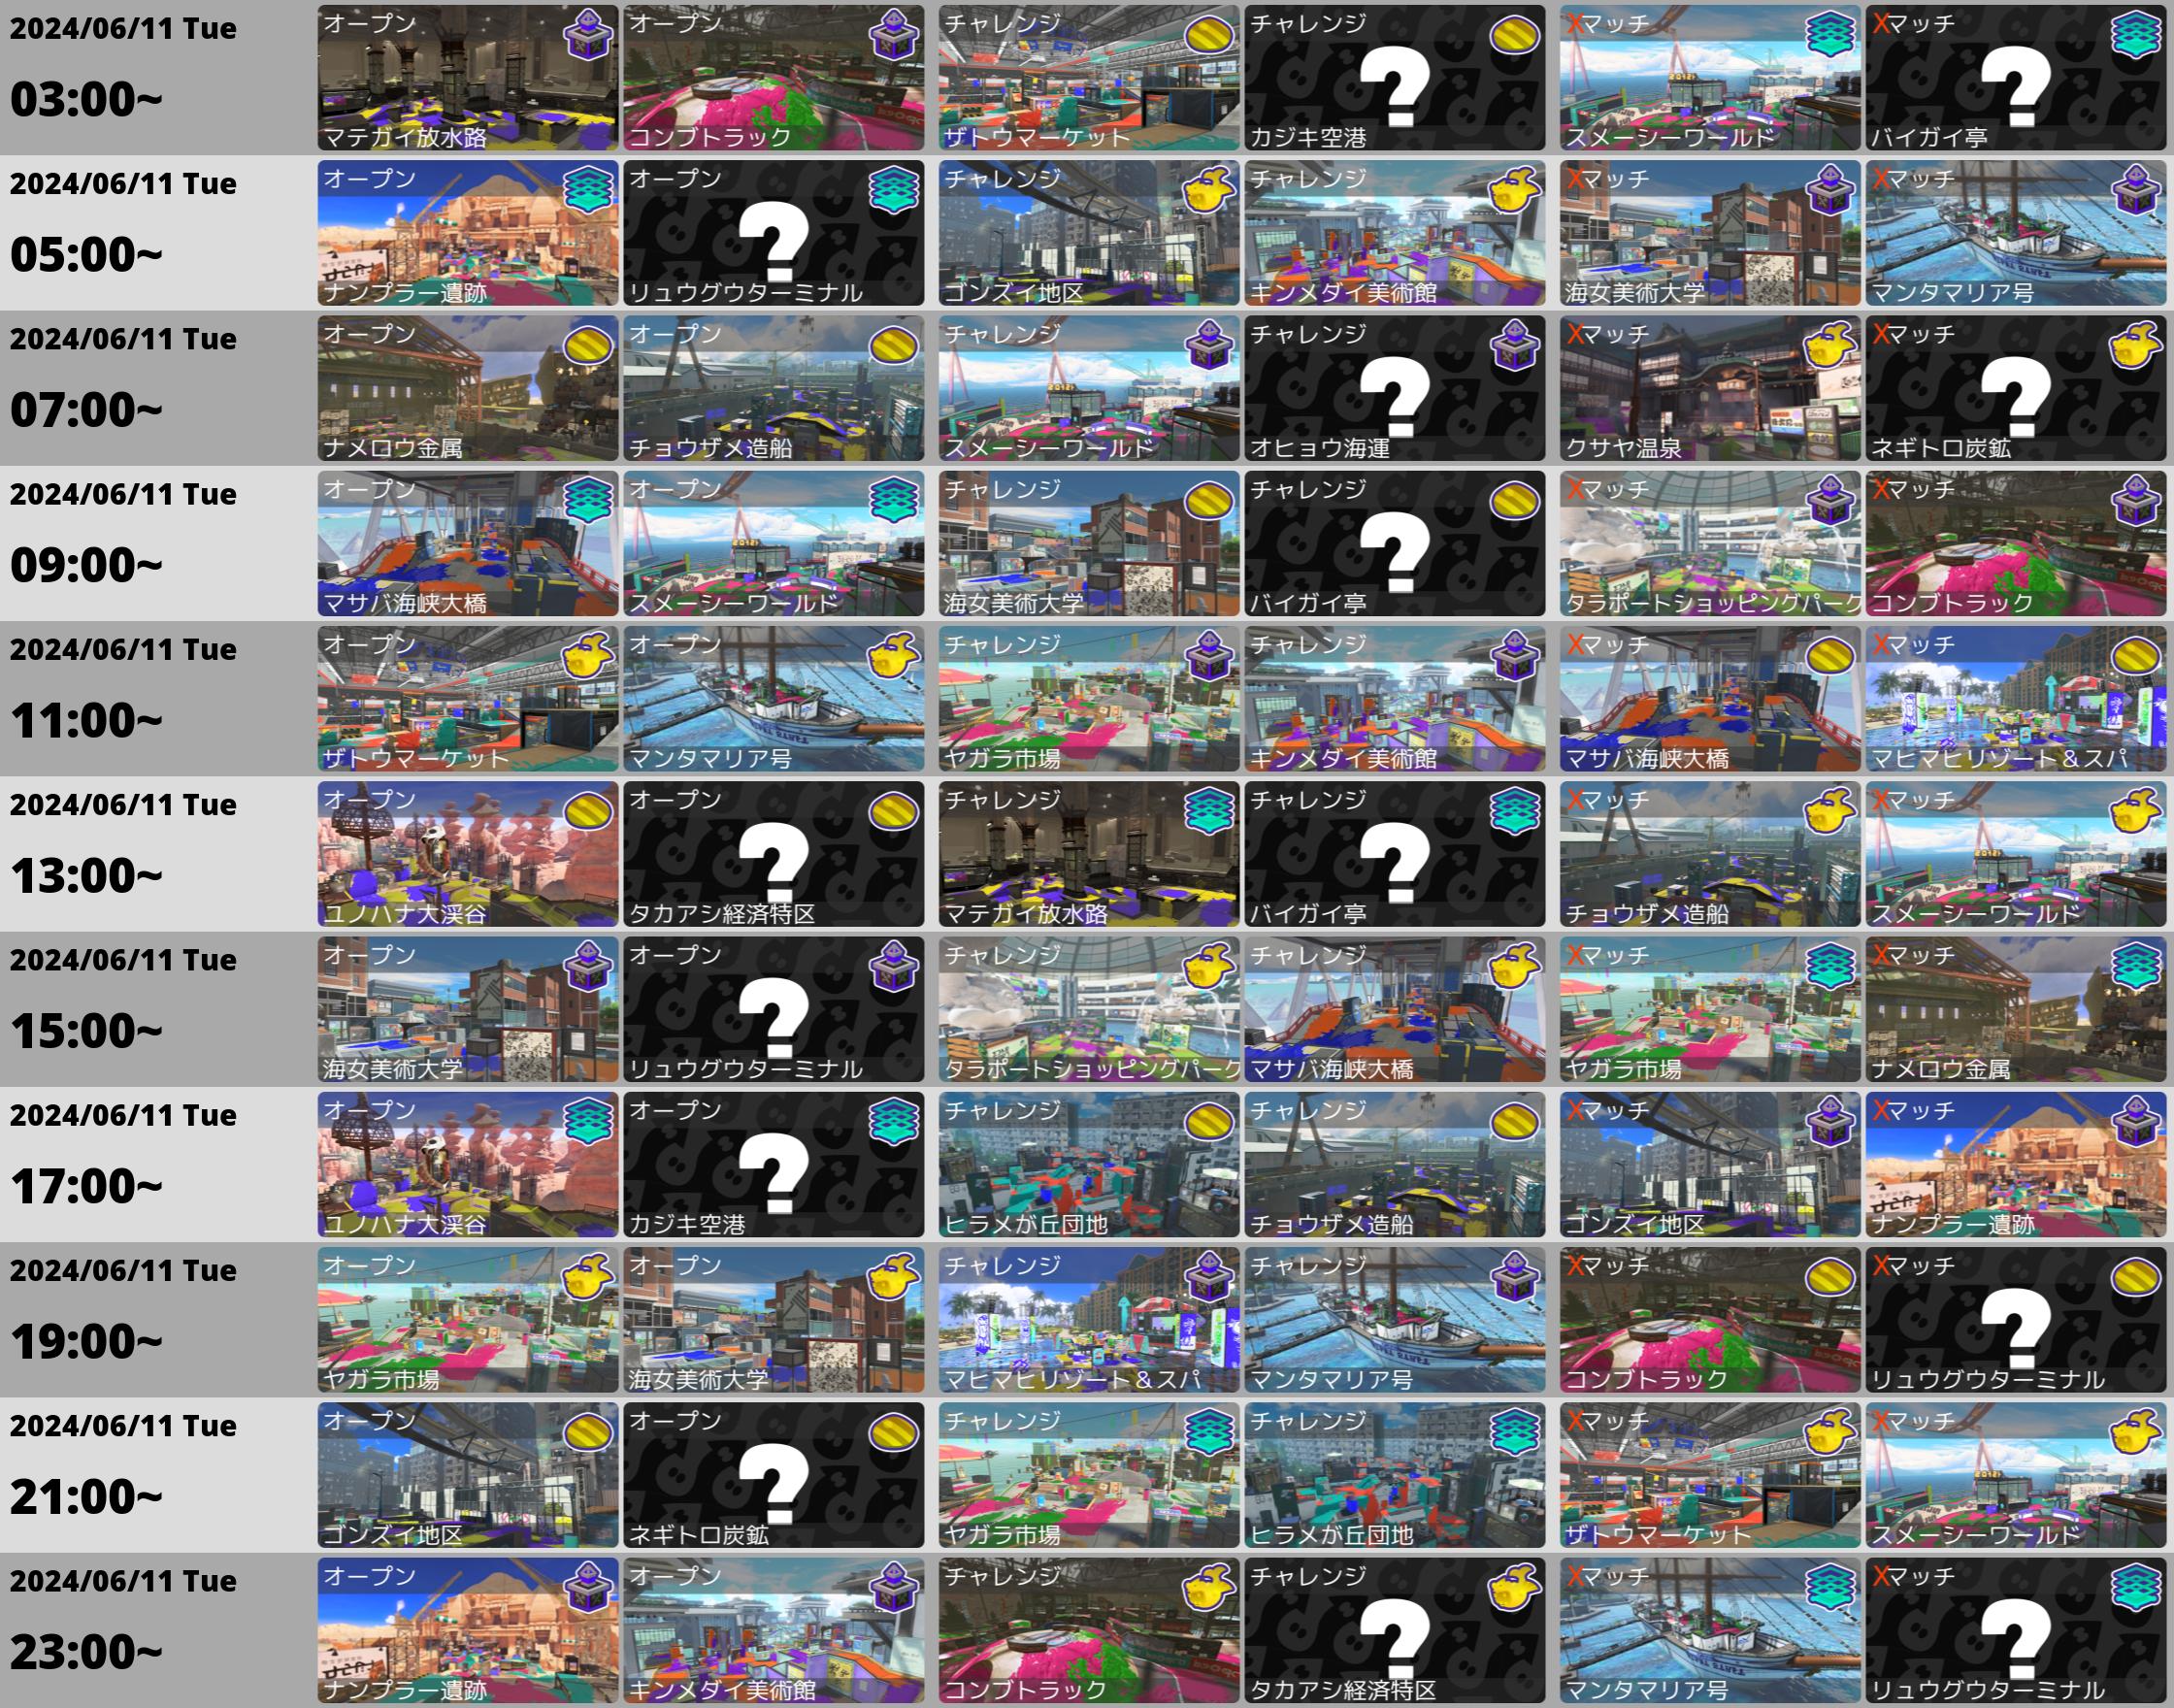 2024/06/11 Tue
03:00~
オープン
マテガイ放水路
オープン
コンブトラック
チャレンジ
ザトウマーケット
チャレンジ
カジキ空港
Xマッチ
スメーシーワールド
Xマッチ
バイガイ亭
2024/06/11 Tue
05:00~
オープン
ナンプラー遺跡
オープン
リュウグウターミナル
チャレンジ
ゴンズイ地区
チャレンジ
キンメダイ美術館
Xマッチ
海女美術大学
Xマッチ
マンタマリア号
2024/06/11 Tue
07:00~
オープン
ナメロウ金属
オープン
チョウザメ造船
チャレンジ
スメーシーワールド
チャレンジ
オヒョウ海運
Xマッチ
クサヤ温泉
Xマッチ
ネギトロ炭鉱
2024/06/11 Tue
09:00~
オープン
マサバ海峡大橋
オープン
スメーシーワールド
チャレンジ
海女美術大学
チャレンジ
バイガイ亭
Xマッチ
タラポートショッピングパーク
Xマッチ
コンブトラック
2024/06/11 Tue
11:00~
オープン
ザトウマーケット
オープン
マンタマリア号
チャレンジ
ヤガラ市場
チャレンジ
キンメダイ美術館
Xマッチ
マサバ海峡大橋
Xマッチ
マヒマヒリゾート＆スパ
2024/06/11 Tue
13:00~
オープン
ユノハナ大渓谷
オープン
タカアシ経済特区
チャレンジ
マテガイ放水路
チャレンジ
バイガイ亭
Xマッチ
チョウザメ造船
Xマッチ
スメーシーワールド
2024/06/11 Tue
15:00~
オープン
海女美術大学
オープン
リュウグウターミナル
チャレンジ
タラポートショッピングパーク
チャレンジ
マサバ海峡大橋
Xマッチ
ヤガラ市場
Xマッチ
ナメロウ金属
2024/06/11 Tue
17:00~
オープン
ユノハナ大渓谷
オープン
カジキ空港
チャレンジ
ヒラメが丘団地
チャレンジ
チョウザメ造船
Xマッチ
ゴンズイ地区
Xマッチ
ナンプラー遺跡
2024/06/11 Tue
19:00~
オープン
ヤガラ市場
オープン
海女美術大学
チャレンジ
マヒマヒリゾート＆スパ
チャレンジ
マンタマリア号
Xマッチ
コンブトラック
Xマッチ
リュウグウターミナル
2024/06/11 Tue
21:00~
オープン
ゴンズイ地区
オープン
ネギトロ炭鉱
チャレンジ
ヤガラ市場
チャレンジ
ヒラメが丘団地
Xマッチ
ザトウマーケット
Xマッチ
スメーシーワールド
2024/06/11 Tue
23:00~
オープン
ナンプラー遺跡
オープン
キンメダイ美術館
チャレンジ
コンブトラック
チャレンジ
タカアシ経済特区
Xマッチ
マンタマリア号
Xマッチ
リュウグウターミナル